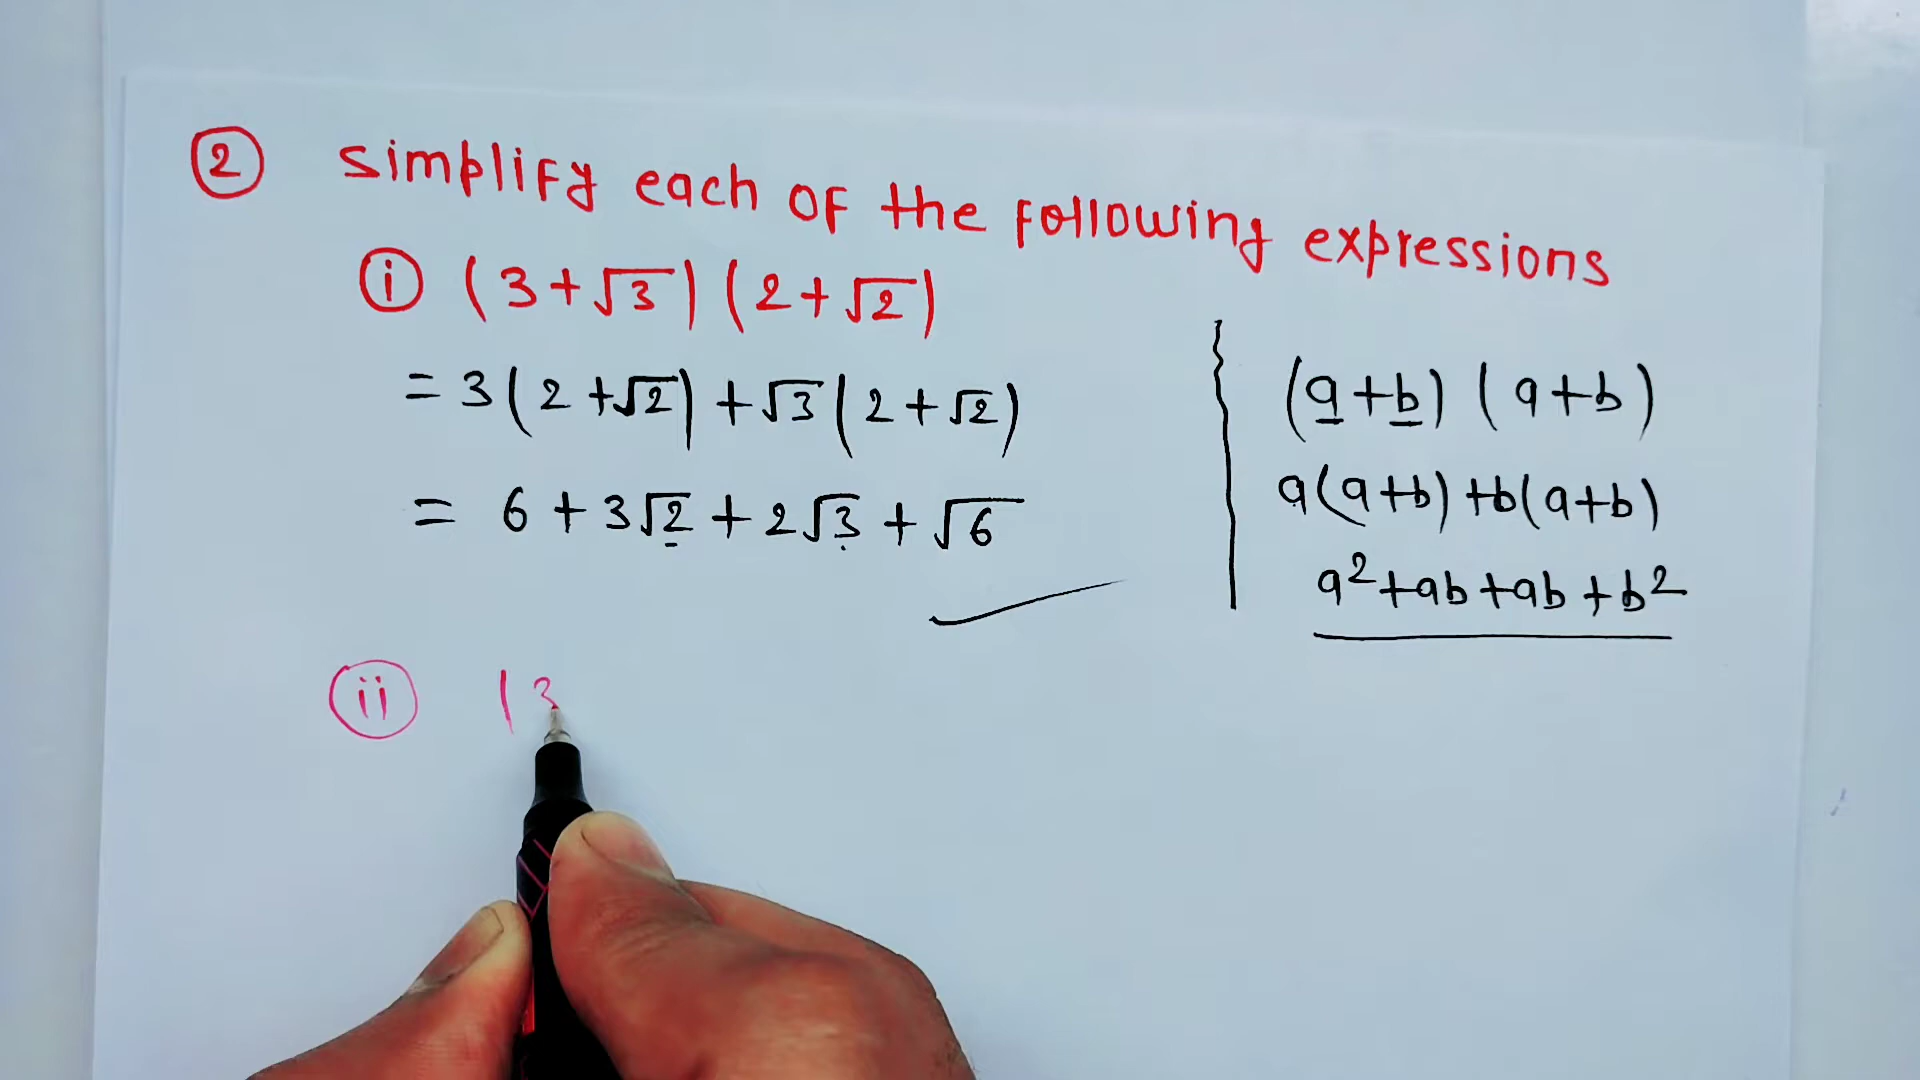 ② simplify each of the following expressions
ⓘ (3+√3) (2+√2)
= 3(2+√2) + √3(2+√2)
= 6 + 3√2 + 2√3 + √6
(a+b) (a+b)
a(a+b) +b(a+b)
a²+ab+ab+b²
ii (3